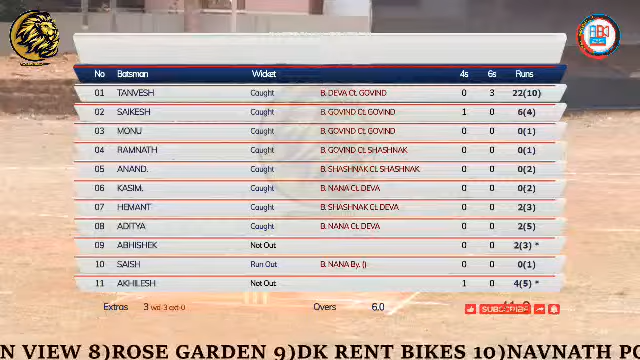 No Batsman Wicket 4s 6s Runs
01 TANVESH Caught B. DEVA Ct. GOVIND 0 3 22(10)
02 SAIKESH Caught B. GOVIND Ct. GOVIND 1 0 6(4)
03 MONU Caught B. GOVIND Ct. GOVIND 0 0 0(1)
04 RAMNATH Caught B. GOVIND Ct. SHASHNAK 0 0 0(1)
05 ANAND. Caught B. SHASHNAK Ct. SHASHNAK 0 0 0(2)
06 KASIM. Caught B. NANA Ct. DEVA 0 0 0(2)
07 HEMANT Caught B. SHASHNAK Ct. DEVA 0 0 2(3)
08 ADITYA Caught B. NANA Ct. DEVA 0 0 2(5)
09 ABHISHEK Not Out 0 0 2(3) *
10 SAISH Run Out B. NANA By. () 0 0 0(1)
11 AKHILESH Not Out 1 0 4(5) *
Extras 3 wd. 3 ext-0 Overs 6.0
SUBSCRIBE
N VIEW 8)ROSE GARDEN 9)DK RENT BIKES 10)NAVNATH PO